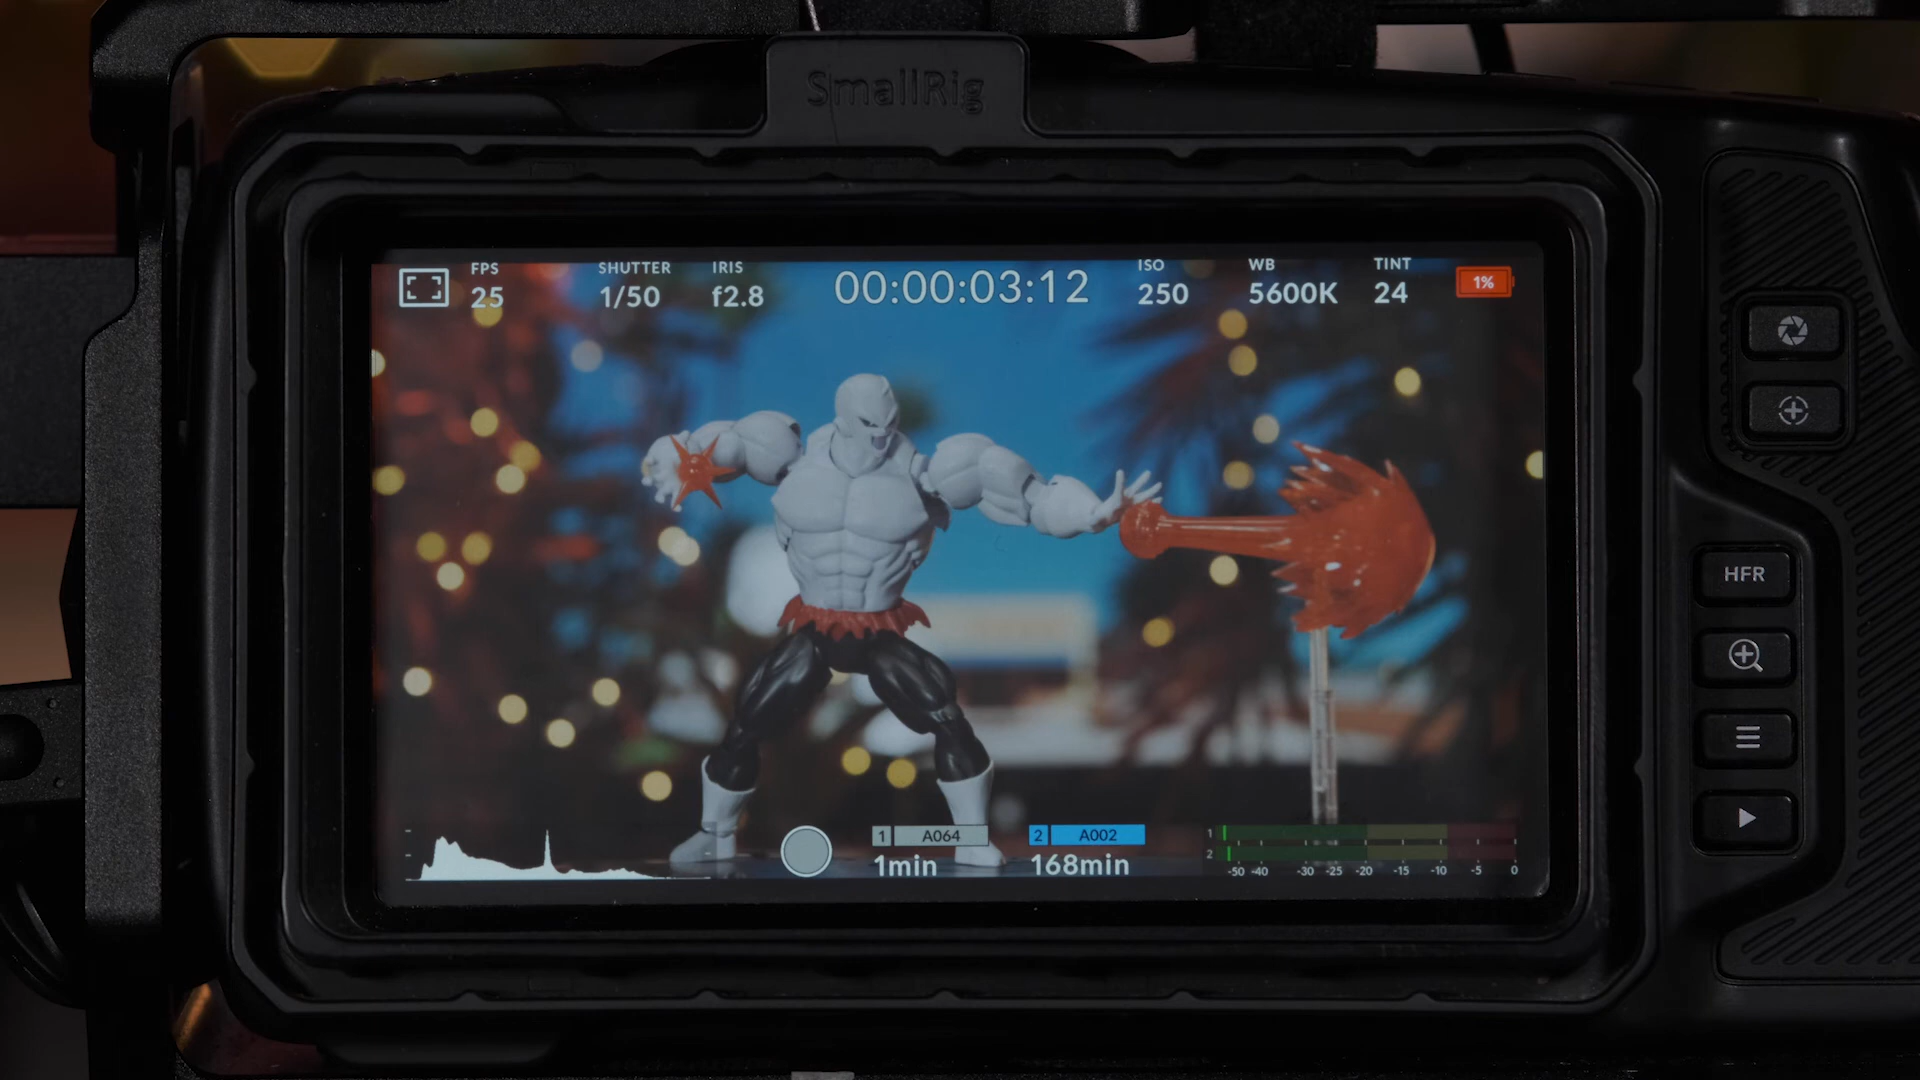 SmallRig
FPS SHUTTER IRIS 00:00:03:12 ISO WB TINT 1%
25 1/50 f2.8 250 5600K 24
HFR
1 A064 2 A002 1
1min 168min 2
-50 -40 -30 -25 -20 -15 -10 -5 0